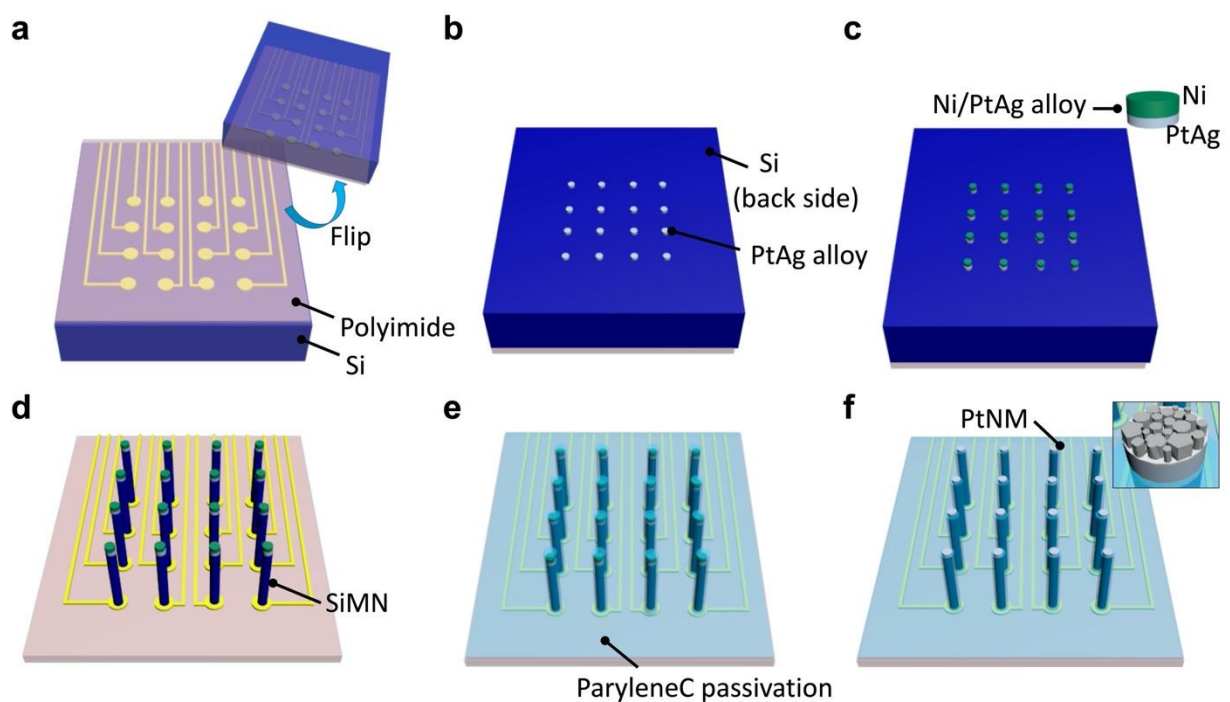 a
Flip
Polyimide
Si
b
Si
(back side)
PtAg alloy
c
Ni/PtAg alloy
Ni
PtAg
d
SiMN
e
ParyleneC passivation
f
PtNM